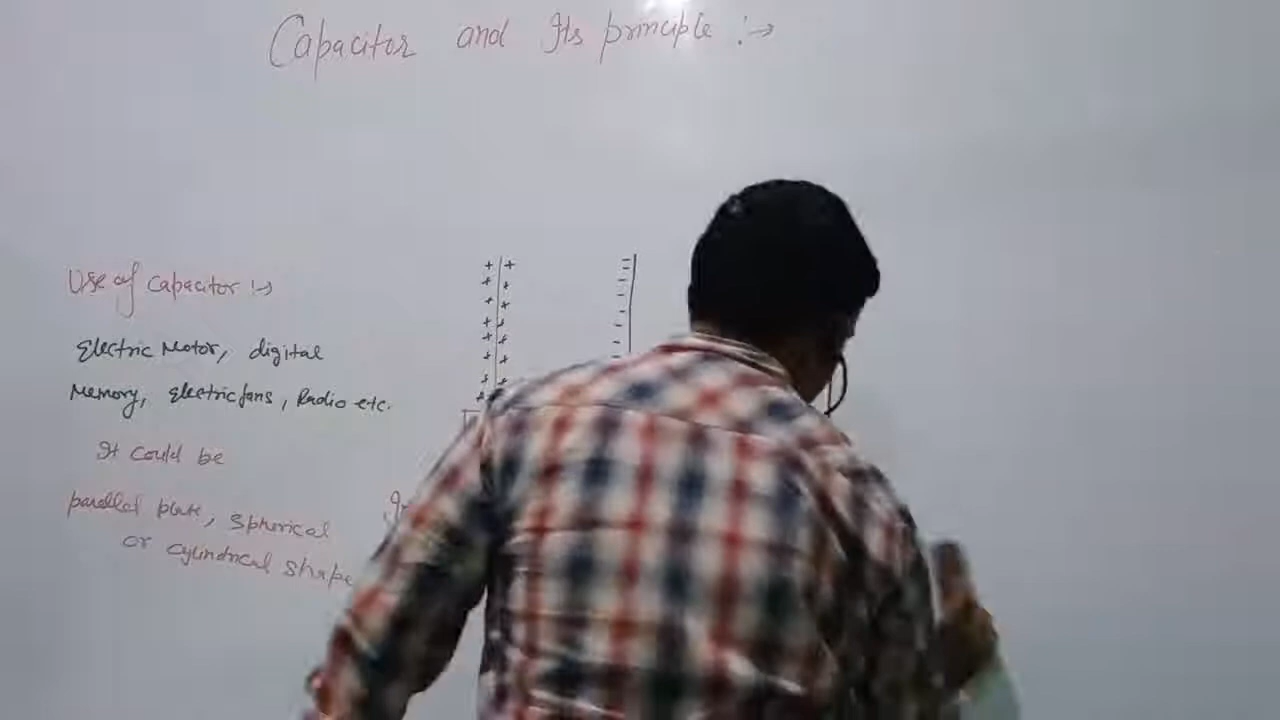 Capacitor and Its principle :→
Use of capacitor :→
Electric Motor, digital
Memory, Electric fans, Radio etc.
It could be
parallel plate, Spherical
or cylindrical shape
+ + −
+ + −
+ + −
+ + −
+ + −
+ + −
+ +
+